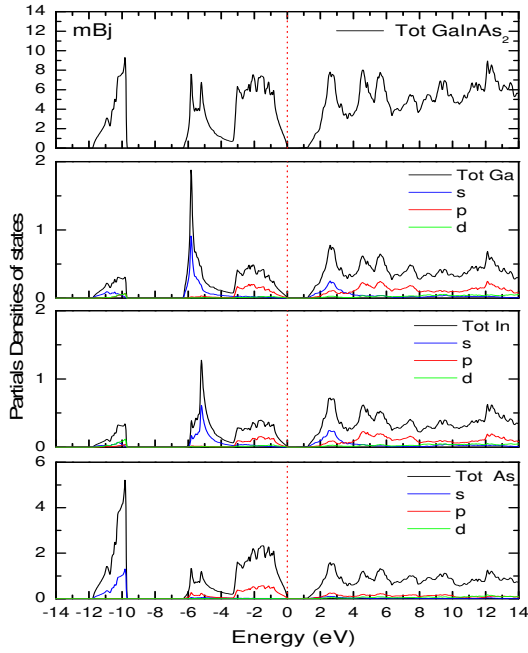 mBj
Tot GaInAs₂
14
12
10
8
6
4
2
0
Tot Ga
s
p
d
2
1
0
Tot In
s
p
d
2
1
0
Tot As
s
p
d
6
4
2
0
-14 -12 -10 -8 -6 -4 -2 0 2 4 6 8 10 12 14
Energy (eV)
Partials Densities of states